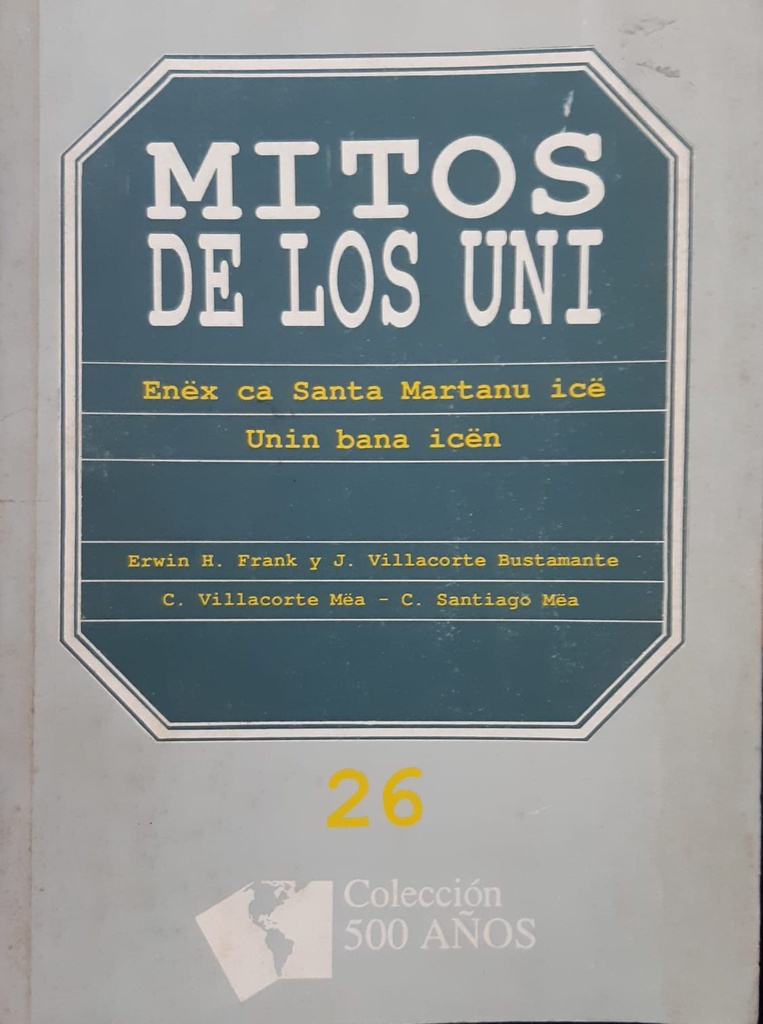 MITOS
DE LOS UNI
Enëx ca Santa Martanu icë
Unin bana icën
Erwin H. Frank y J. Villacorte Bustamante
C. Villacorte Mëa - C. Santiago Mëa
26
Colección
500 AÑOS